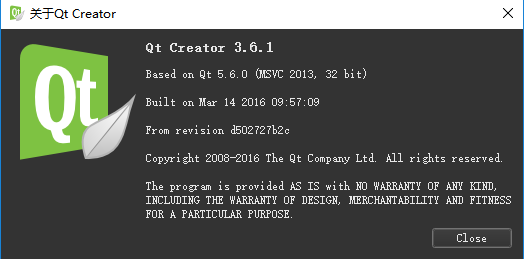 关于Qt Creator
Qt
Qt Creator 3.6.1
Based on Qt 5.6.0 (MSVC 2013, 32 bit)
Built on Mar 14 2016 09:57:09
From revision d502727b2c
Copyright 2008-2016 The Qt Company Ltd. All rights reserved.
The program is provided AS IS with NO WARRANTY OF ANY KIND,
INCLUDING THE WARRANTY OF DESIGN, MERCHANTABILITY AND FITNESS
FOR A PARTICULAR PURPOSE.
Close